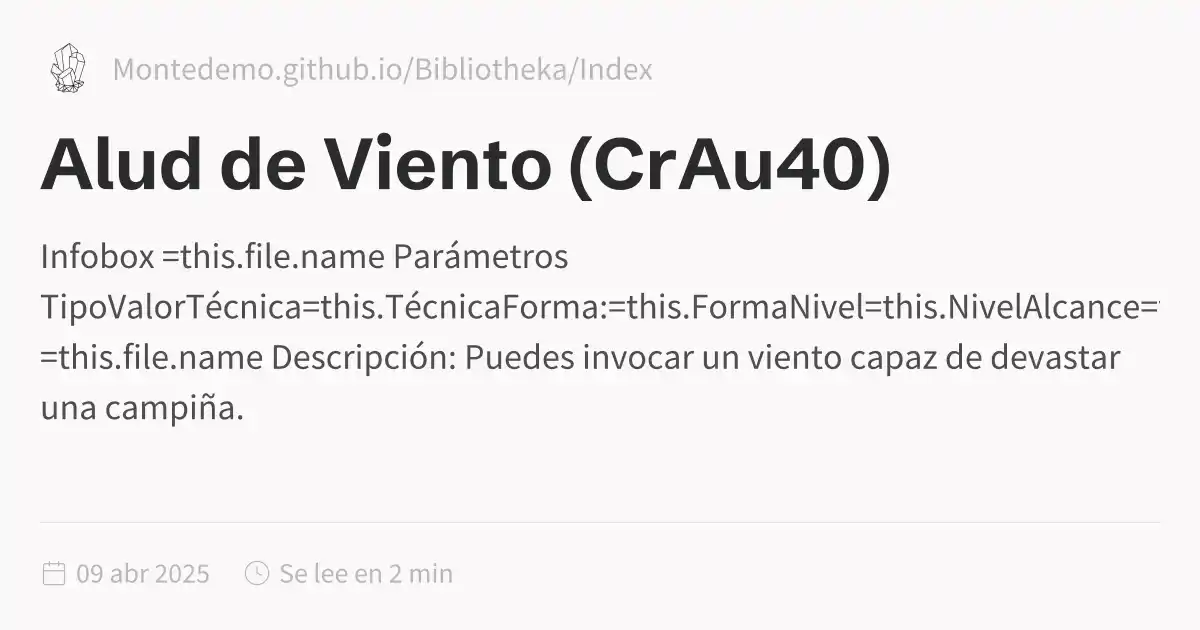 Montedemo.github.io/Bibliotheka/Index
Alud de Viento (CrAu40)
Infobox =this.file.name Parámetros
TipoValorTécnica=this.TécnicaForma:=this.FormaNivel=this.NivelAlcance=
=this.file.name Descripción: Puedes invocar un viento capaz de devastar
una campiña.
09 abr 2025
Se lee en 2 min